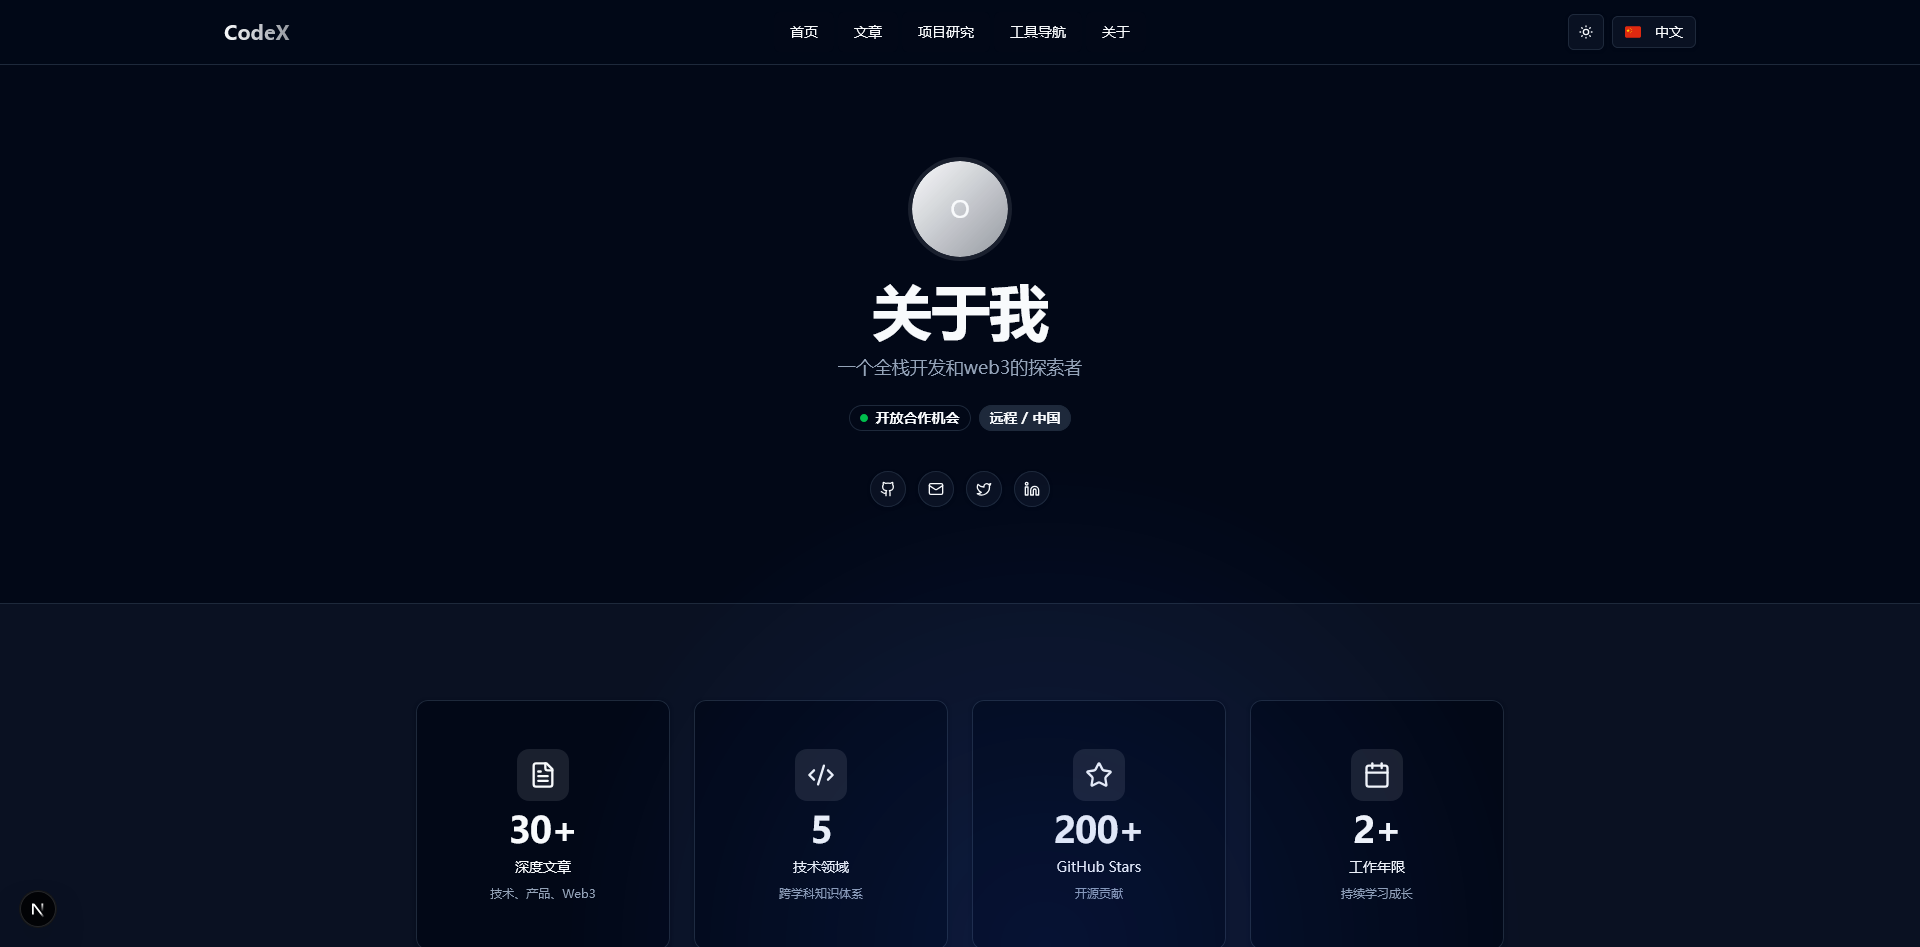 CodeX
首页 文章 项目研究 工具导航 关于
中文
O
关于我
一个全栈开发和web3的探索者
开放合作机会 远程 / 中国
30+
深度文章
技术、产品、Web3
5
技术领域
跨学科知识体系
200+
GitHub Stars
开源贡献
2+
工作年限
持续学习成长
N